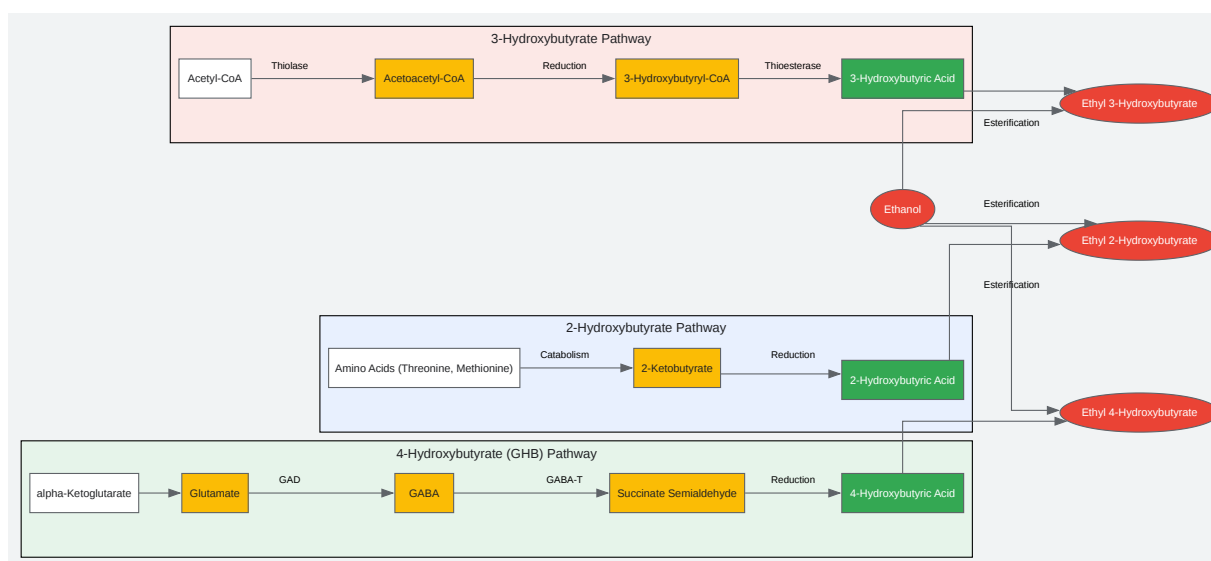 3-Hydroxybutyrate Pathway
Acetyl-CoA
Thiolase
Acetoacetyl-CoA
Reduction
3-Hydroxybutyryl-CoA
Thioesterase
3-Hydroxybutyric Acid
Ethyl 3-Hydroxybutyrate
Esterification
Ethanol
Esterification
Ethyl 2-Hydroxybutyrate
Esterification
2-Hydroxybutyrate Pathway
Amino Acids (Threonine, Methionine)
Catabolism
2-Ketobutyrate
Reduction
2-Hydroxybutyric Acid
Ethyl 4-Hydroxybutyrate
4-Hydroxybutyrate (GHB) Pathway
alpha-Ketoglutarate
Glutamate
GAD
GABA
GABA-T
Succinate Semialdehyde
Reduction
4-Hydroxybutyric Acid